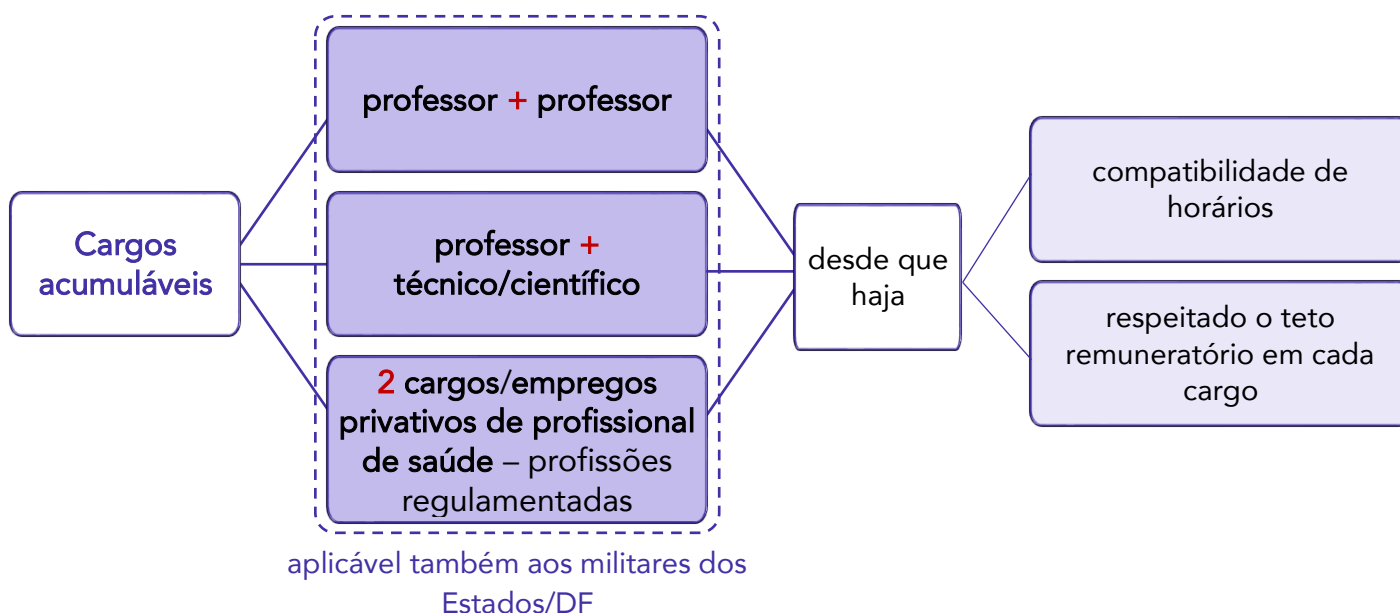 Cargos
acumuláveis
professor + professor
professor +
técnico/científico
2 cargos/empregos
privativos de profissional
de saúde – profissões
regulamentadas
aplicável também aos militares dos
Estados/DF
desde que
haja
compatibilidade de
horários
respeitado o teto
remuneratório em cada
cargo